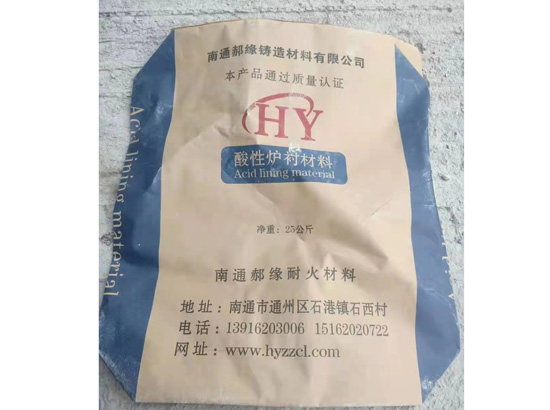 南通郝缘铸造材料有限公司
本产品通过质量认证
HY
酸性炉衬材料
Acid lining material
净重：25公斤
南通郝缘耐火材料
地址：南通市通州区石港镇石西村
电话：13916203006 15162020722
网址：www.hyzzcl.com
Acid lining material